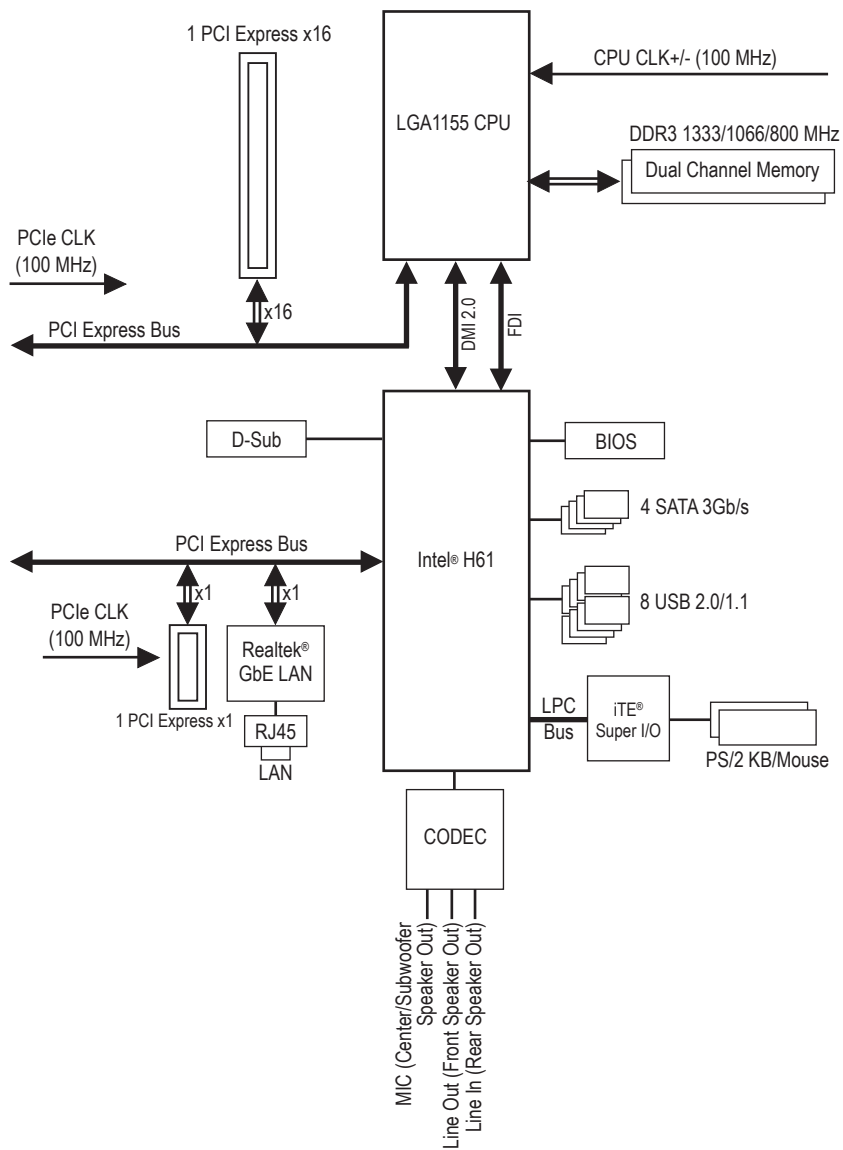 1 PCI Express x16
CPU CLK+/- (100 MHz)
LGA1155 CPU
DDR3 1333/1066/800 MHz
Dual Channel Memory
PCIe CLK
(100 MHz)
x16
PCI Express Bus
DMI 2.0
FDI
D-Sub
BIOS
4 SATA 3Gb/s
PCI Express Bus
Intel® H61
x1
x1
8 USB 2.0/1.1
PCIe CLK
(100 MHz)
Realtek®
GbE LAN
1 PCI Express x1
RJ45
LAN
LPC
Bus
iTE®
Super I/O
PS/2 KB/Mouse
CODEC
MIC (Center/Subwoofer
Speaker Out)
Line Out (Front Speaker Out)
Line In (Rear Speaker Out)